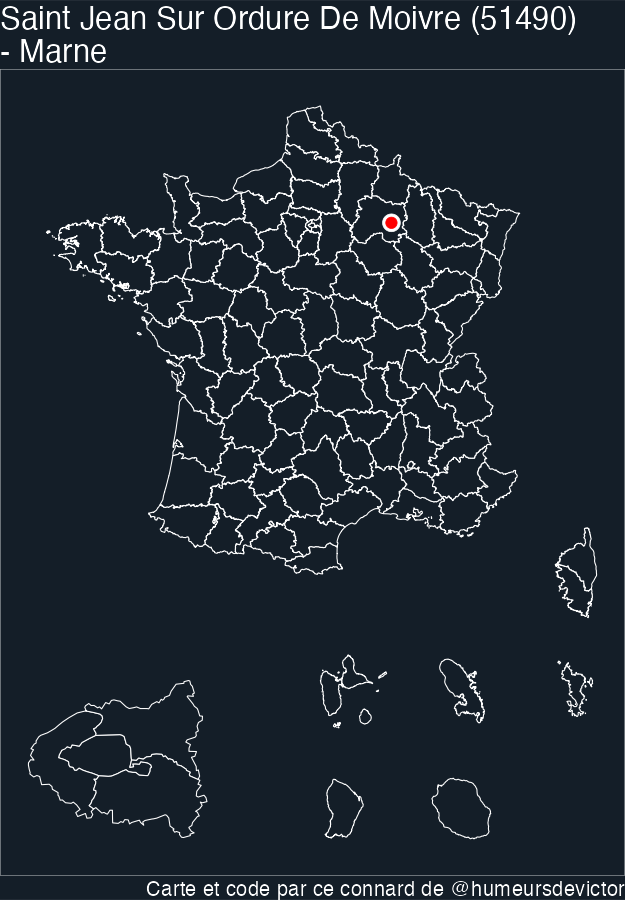 Saint Jean Sur Ordure De Moivre (51490)
- Marne
Carte et code par ce connard de @humeursdevictor